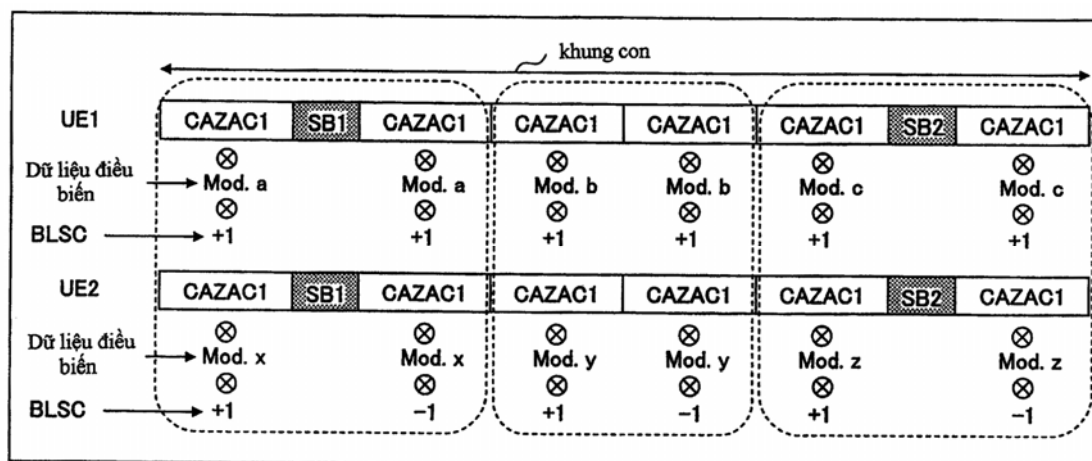 khung con
UE1 CAZAC1 SB1 CAZAC1 CAZAC1 CAZAC1 CAZAC1 SB2 CAZAC1
Dữ liệu điều
biến
Mod. a Mod. a Mod. b Mod. b Mod. c Mod. c
BLSC +1 +1 +1 +1 +1 +1
UE2 CAZAC1 SB1 CAZAC1 CAZAC1 CAZAC1 CAZAC1 SB2 CAZAC1
Dữ liệu điều
biến
Mod. x Mod. x Mod. y Mod. y Mod. z Mod. z
BLSC +1 -1 +1 -1 +1 -1